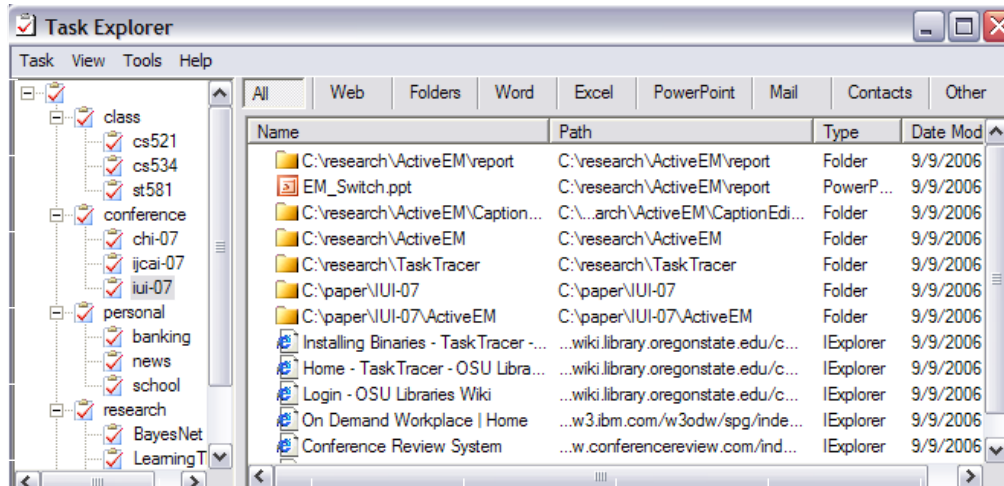 Task Explorer
Task View Tools Help
class
cs521
cs534
st581
conference
chi-07
ijcai-07
iui-07
personal
banking
news
school
research
BayesNet
LearningT
All Web Folders Word Excel PowerPoint Mail Contacts Other
Name Path Type Date Mod
C:\research\ActiveEM\report C:\research\ActiveEM\report Folder 9/9/2006
EM_Switch.ppt C:\research\ActiveEM\report PowerP... 9/9/2006
C:\research\ActiveEM\Caption... C:\...arch\ActiveEM\CaptionEdi... Folder 9/9/2006
C:\research\ActiveEM C:\research\ActiveEM Folder 9/9/2006
C:\research\TaskTracer C:\research\TaskTracer Folder 9/9/2006
C:\paper\IUI-07 C:\paper\IUI-07 Folder 9/9/2006
C:\paper\IUI-07\ActiveEM C:\paper\IUI-07\ActiveEM Folder 9/9/2006
Installing Binaries - TaskTracer -... ...wiki.library.oregonstate.edu/c... IExplorer 9/9/2006
Home - TaskTracer - OSU Libra... ...wiki.library.oregonstate.edu/c... IExplorer 9/9/2006
Login - OSU Libraries Wiki ...wiki.library.oregonstate.edu/c... IExplorer 9/9/2006
On Demand Workplace | Home ...w3.ibm.com/w3odw/spg/inde... IExplorer 9/9/2006
Conference Review System ...w.conferencereview.com/ind... IExplorer 9/9/2006